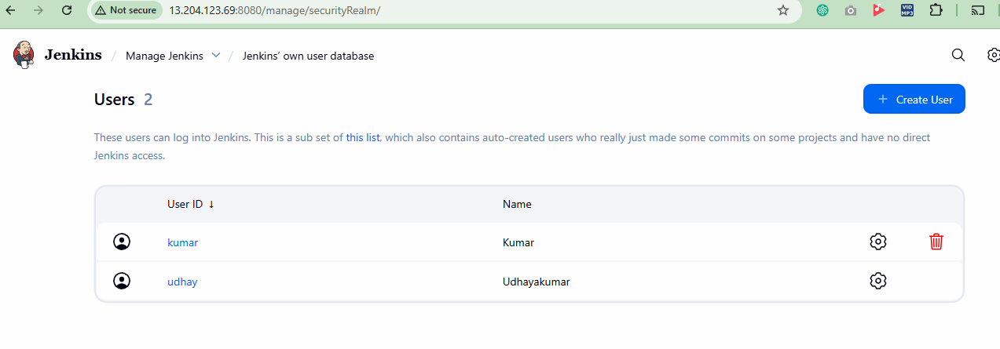 Not secure 13.204.123.69:8080/manage/securityRealm/
VID
MP3
Jenkins / Manage Jenkins / Jenkins’ own user database
Users 2
+ Create User
These users can log into Jenkins. This is a sub set of this list, which also contains auto-created users who really just made some commits on some projects and have no direct
Jenkins access.
User ID ↓ Name
kumar Kumar
udhay Udhayakumar